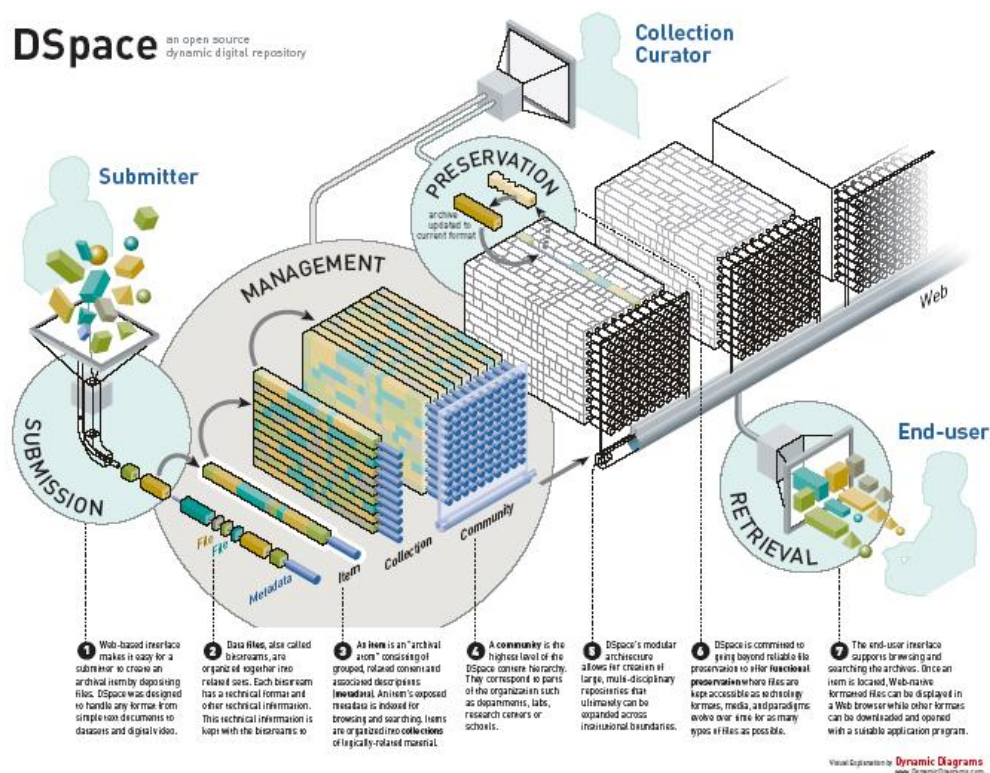 DSpace
an open source
dynamic digital repository
Collection
Curator
Submitter
PRESERVATION
archive
updated to
current format
MANAGEMENT
Web
SUBMISSION
End-user
RETRIEVAL
File
File
Metadata
Item
Collection
Community
1 Web-based interface
makes it easy for a
submitter to create an
archival item by depositing
files. DSpace was designed
to handle any format from
simple text documents to
datasets and digital video.
2 Data files, also called
bitstreams, are
organized together into
related sets. Each bitstream
has a technical format and
other technical information.
This technical information is
kept with the bitstreams to
3 An item is an "archival
atom" consisting of
grouped, related content and
associated descriptions
(metadata). An item's exposed
metadata is indexed for
browsing and searching. Items
are organized into collections
of logically-related material.
4 A community is the
highest level of the
DSpace content hierarchy.
They correspond to parts
of the organization such
as departments, labs,
research centers or
schools.
5 DSpace's modular
architecture
allows for creation of
large, multi-disciplinary
repositories that
ultimately can be
expanded across
institutional boundaries.
6 DSpace is committed to
going beyond reliable file
preservation to offer functional
preservation where files are
kept accessible as technology
formats, media, and paradigms
evolve over time for as many
types of files as possible.
7 The end-user interface
supports browsing and
searching the archives. Once an
item is located, Web-native
formatted files can be displayed in
a Web browser while other formats
can be downloaded and opened
with a suitable application program.
Visual Explanation by Dynamic Diagrams
www.DynamicDiagrams.com